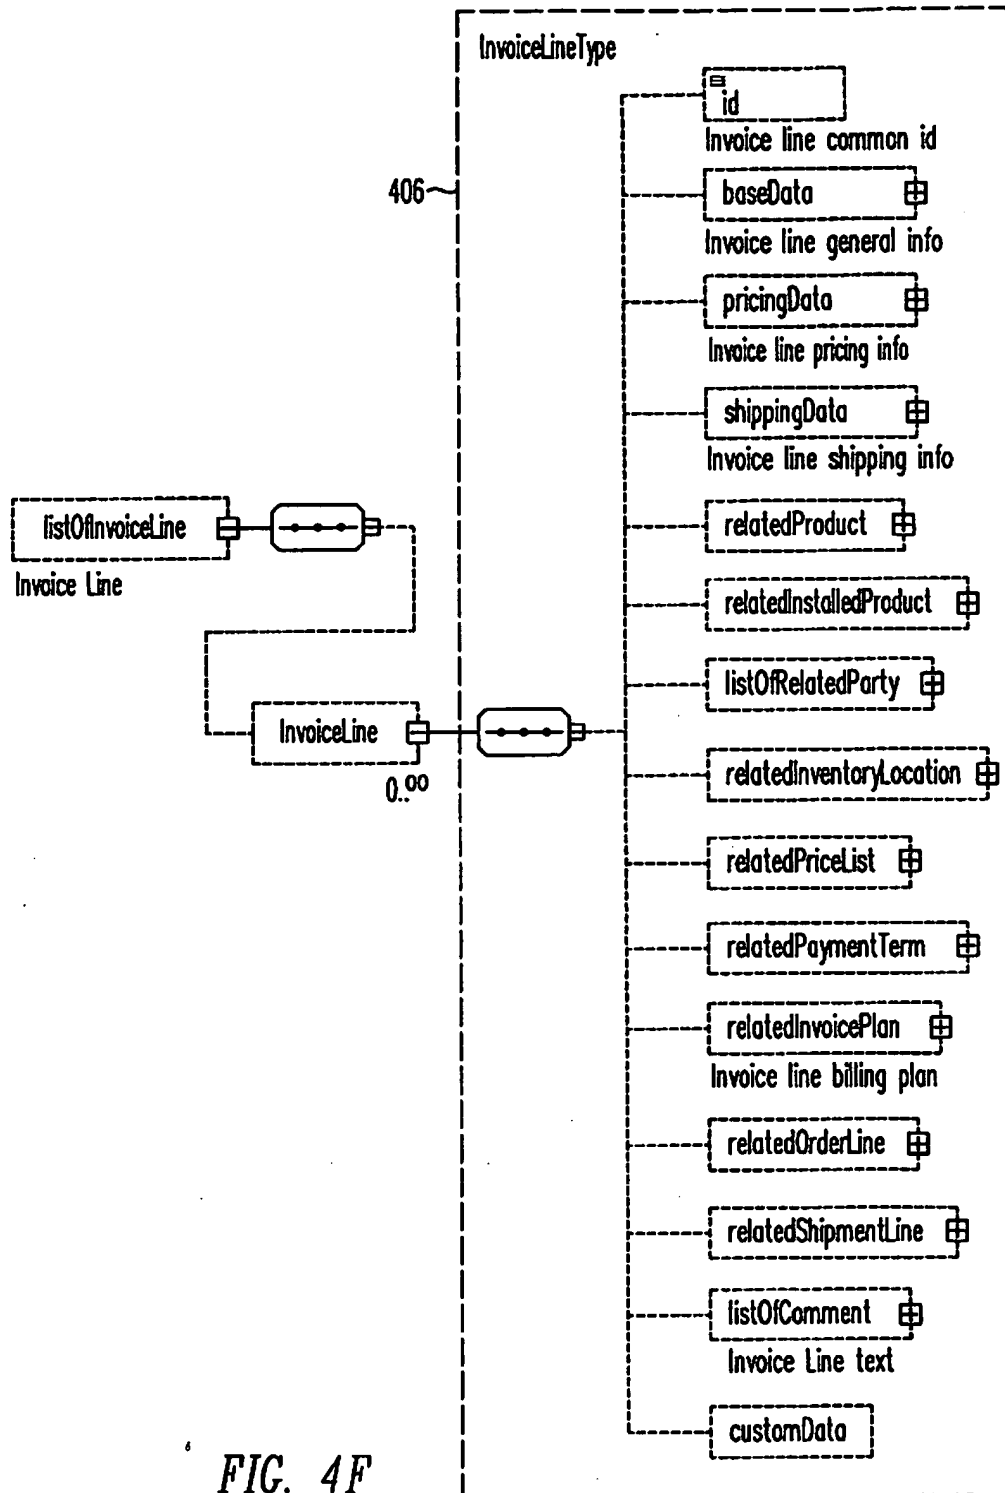 InvoiceLineType
id
Invoice line common id
406
baseData
Invoice line general info
pricingData
Invoice line pricing info
shippingData
Invoice line shipping info
listOfInvoiceLine
Invoice Line
relatedProduct
relatedInstalledProduct
listOfRelatedParty
InvoiceLine
0..∞
relatedInventoryLocation
relatedPriceList
relatedPaymentTerm
relatedInvoicePlan
Invoice line billing plan
relatedOrderLine
relatedShipmentLine
listOfComment
Invoice Line text
customData
FIG. 4F